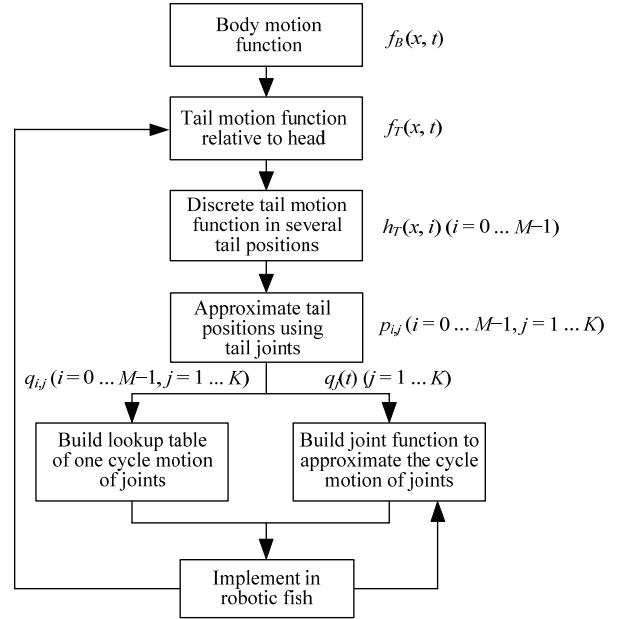 Body motion
function
f_B(x, t)
Tail motion function
relative to head
f_T(x, t)
Discrete tail motion
function in several
tail positions
h_T(x, i) (i = 0 ... M−1)
Approximate tail
positions using
tail joints
p_{i,j} (i = 0 ... M−1, j = 1 ... K)
q_{i,j} (i = 0 ... M−1, j = 1 ... K)
q_j(t) (j = 1 ... K)
Build lookup table
of one cycle motion
of joints
Build joint function to
approximate the cycle
motion of joints
Implement in
robotic fish